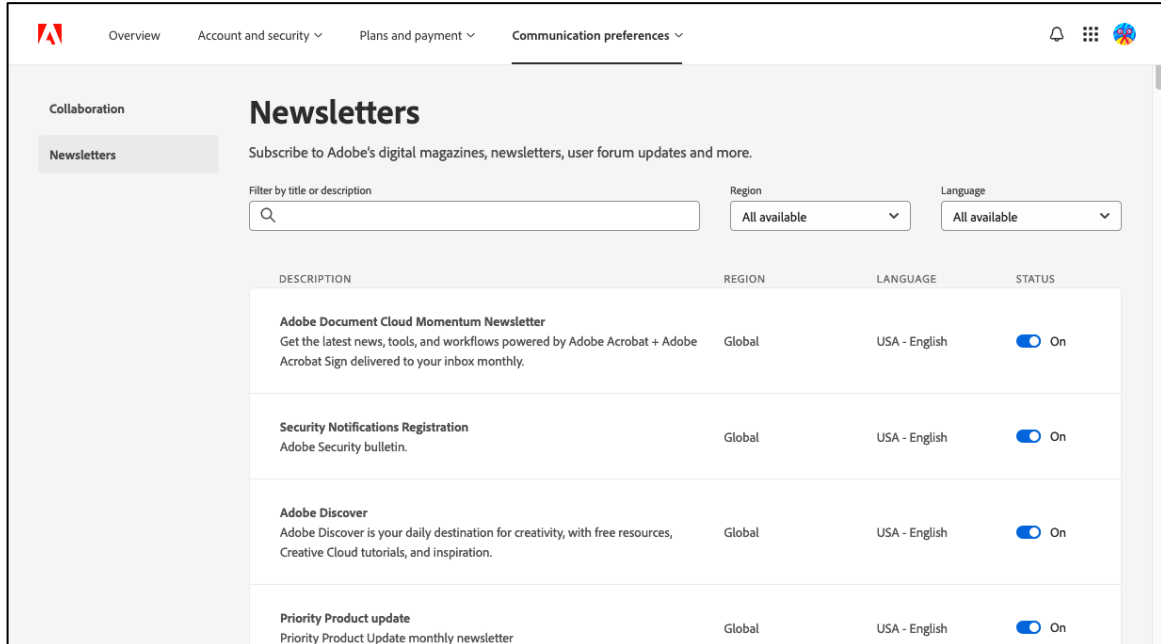 Overview Account and security Plans and payment Communication preferences
Collaboration
Newsletters
Newsletters
Subscribe to Adobe's digital magazines, newsletters, user forum updates and more.
Filter by title or description Region Language
All available All available
DESCRIPTION REGION LANGUAGE STATUS
Adobe Document Cloud Momentum Newsletter
Get the latest news, tools, and workflows powered by Adobe Acrobat + Adobe
Acrobat Sign delivered to your inbox monthly.
Global USA - English On
Security Notifications Registration
Adobe Security bulletin.
Global USA - English On
Adobe Discover
Adobe Discover is your daily destination for creativity, with free resources,
Creative Cloud tutorials, and inspiration.
Global USA - English On
Priority Product update
Priority Product Update monthly newsletter
Global USA - English On